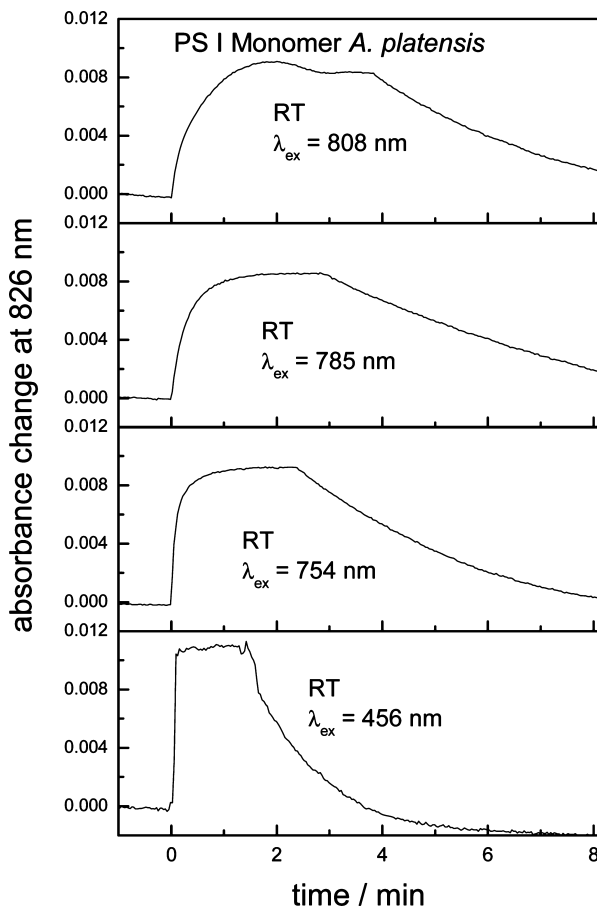 PS I Monomer A. platensis
0.012
0.008
0.004
0.000
RT
λex = 808 nm
0.012
0.008
0.004
0.000
RT
λex = 785 nm
0.012
0.008
0.004
0.000
RT
λex = 754 nm
0.012
0.008
0.004
0.000
RT
λex = 456 nm
0 2 4 6 8
time / min
absorbance change at 826 nm